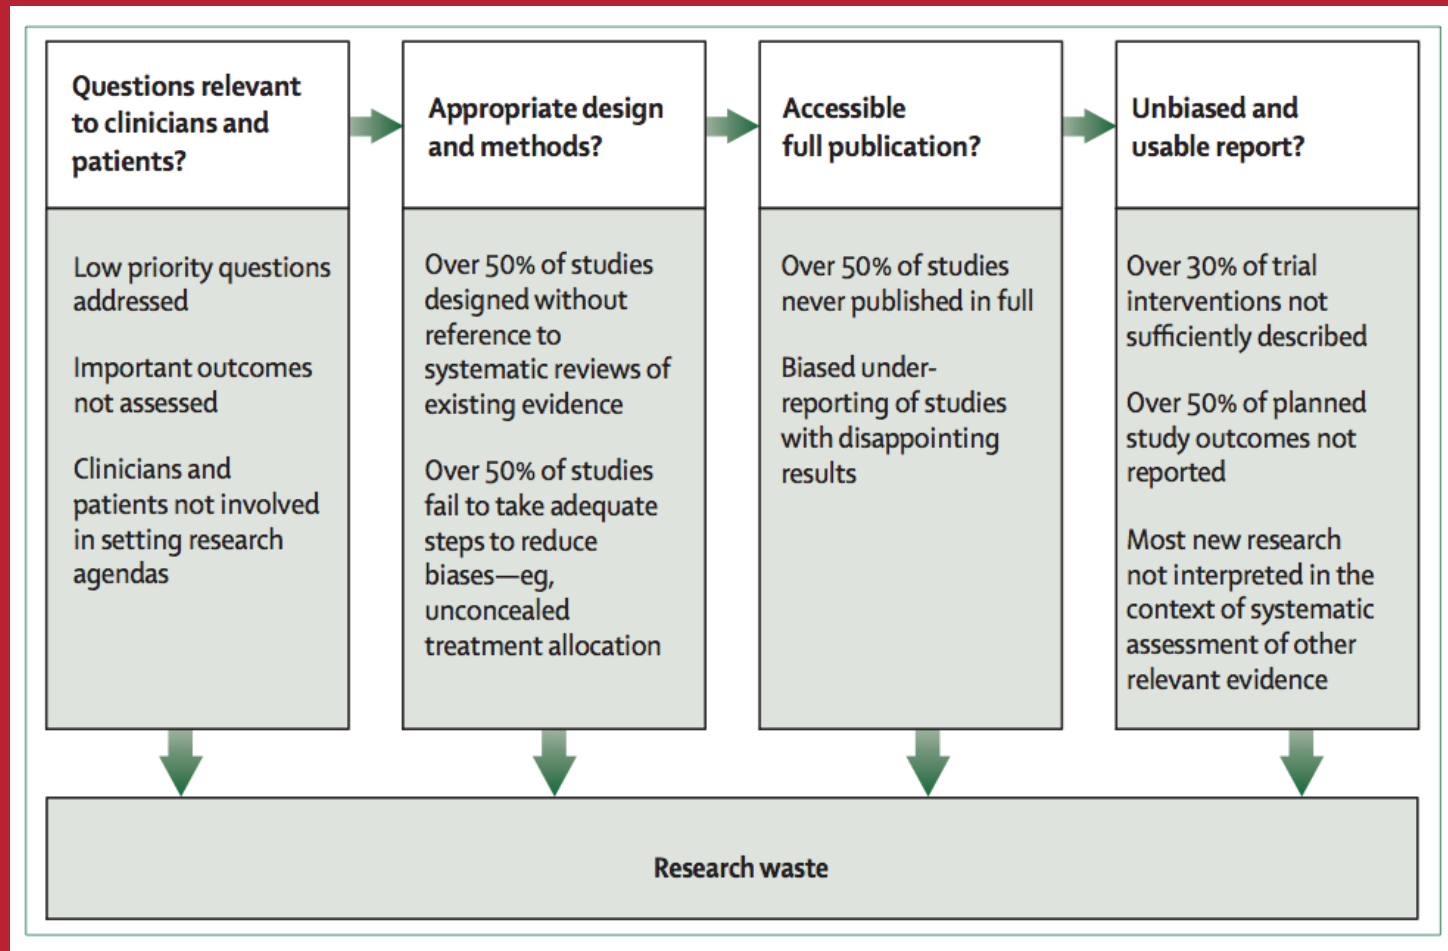 Questions relevant
to clinicians and
patients?
Low priority questions
addressed
Important outcomes
not assessed
Clinicians and
patients not involved
in setting research
agendas
Appropriate design
and methods?
Over 50% of studies
designed without
reference to
systematic reviews of
existing evidence
Over 50% of studies
fail to take adequate
steps to reduce
biases—eg,
unconcealed
treatment allocation
Accessible
full publication?
Over 50% of studies
never published in full
Biased under-
reporting of studies
with disappointing
results
Unbiased and
usable report?
Over 30% of trial
interventions not
sufficiently described
Over 50% of planned
study outcomes not
reported
Most new research
not interpreted in the
context of systematic
assessment of other
relevant evidence
Research waste